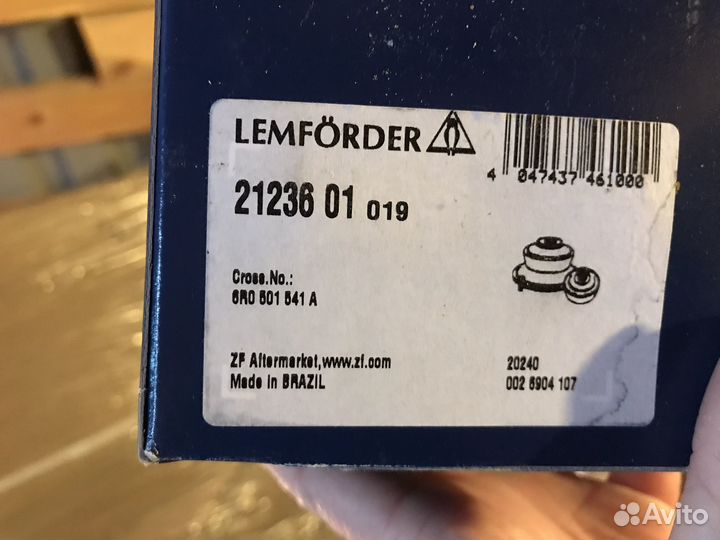 LEMFÖRDER
4 047437 461000
21236 01 019
Cross.No.:
6R0 501 541 A
ZF Aftermarket,www.zf.com
Made in BRAZIL
20240
002 6904 107
Avito